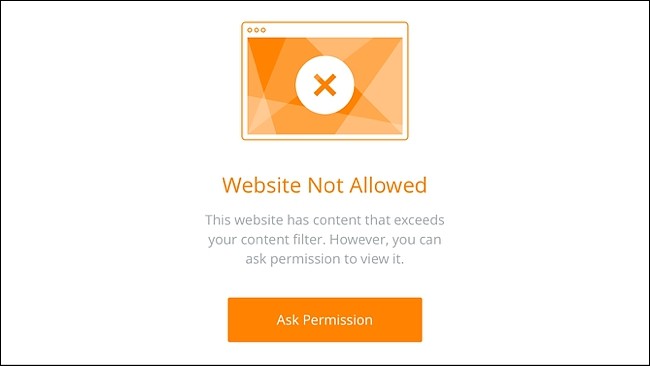 Website Not Allowed
This website has content that exceeds
your content filter. However, you can
ask permission to view it.
Ask Permission